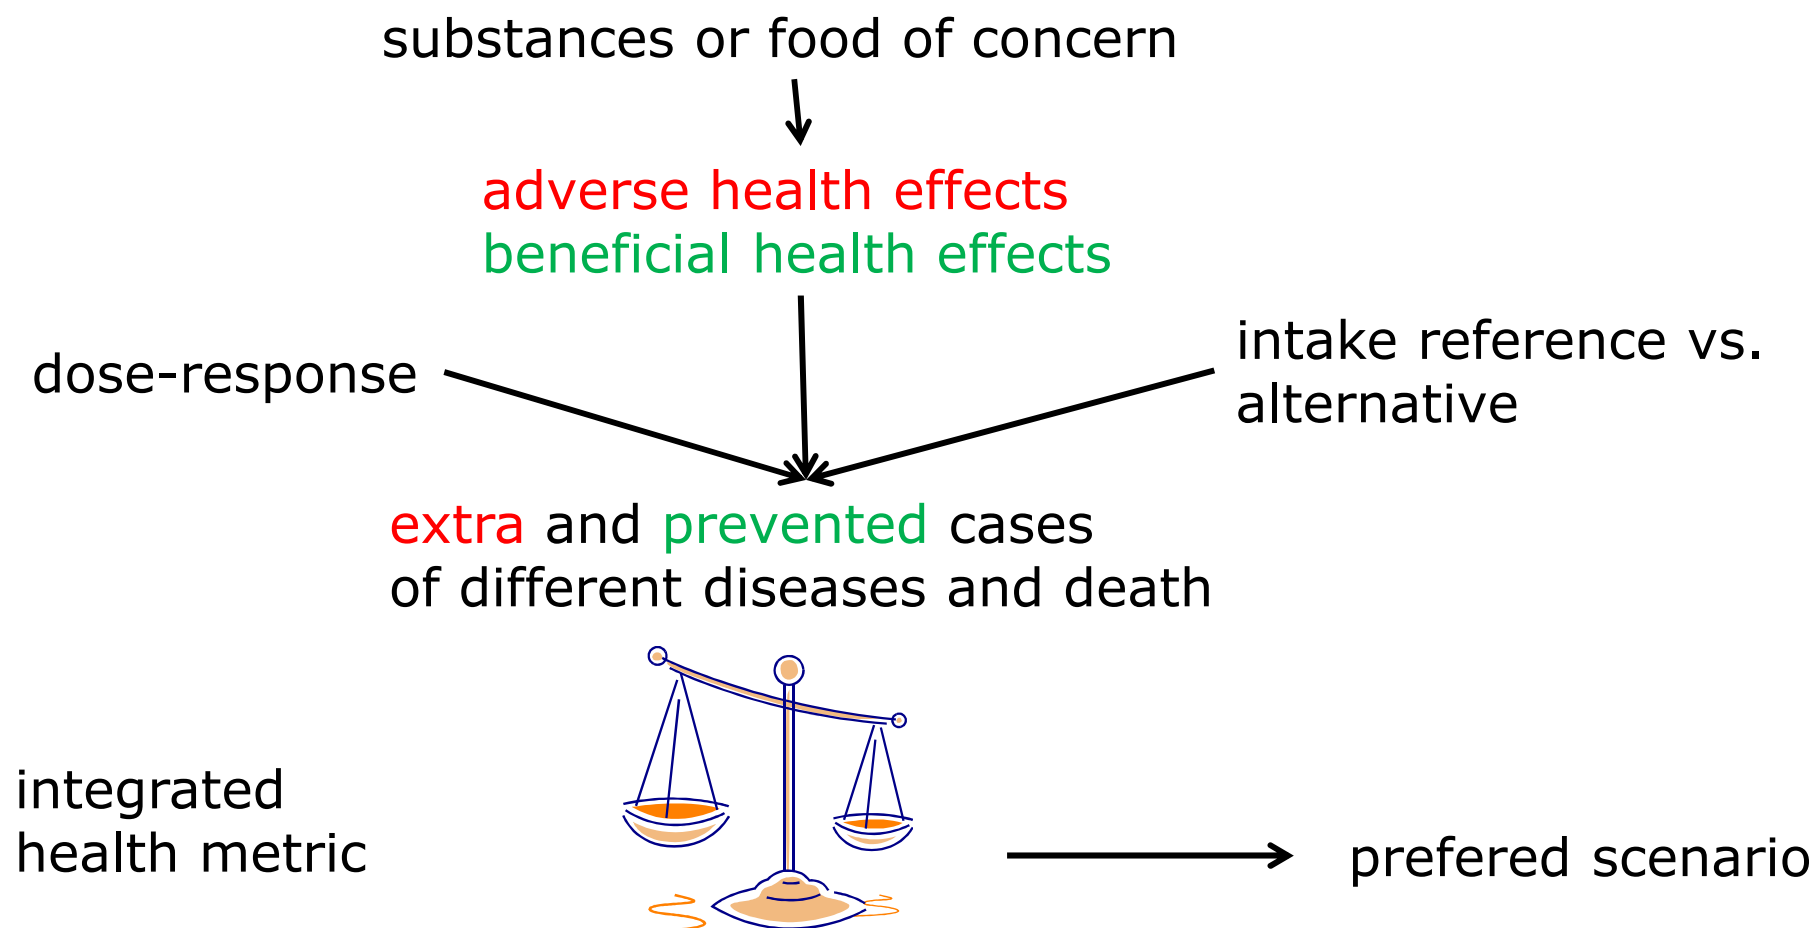 substances or food of concern
adverse health effects
beneficial health effects
dose-response
intake reference vs.
alternative
extra and prevented cases
of different diseases and death
integrated
health metric
prefered scenario